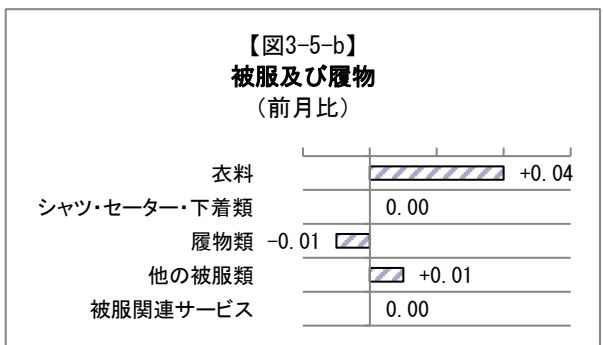 【図3-5-b】
被服及び履物
（前月比）
衣料 +0.04
シャツ・セーター・下着類 0.00
履物類 -0.01
他の被服類 +0.01
被服関連サービス 0.00